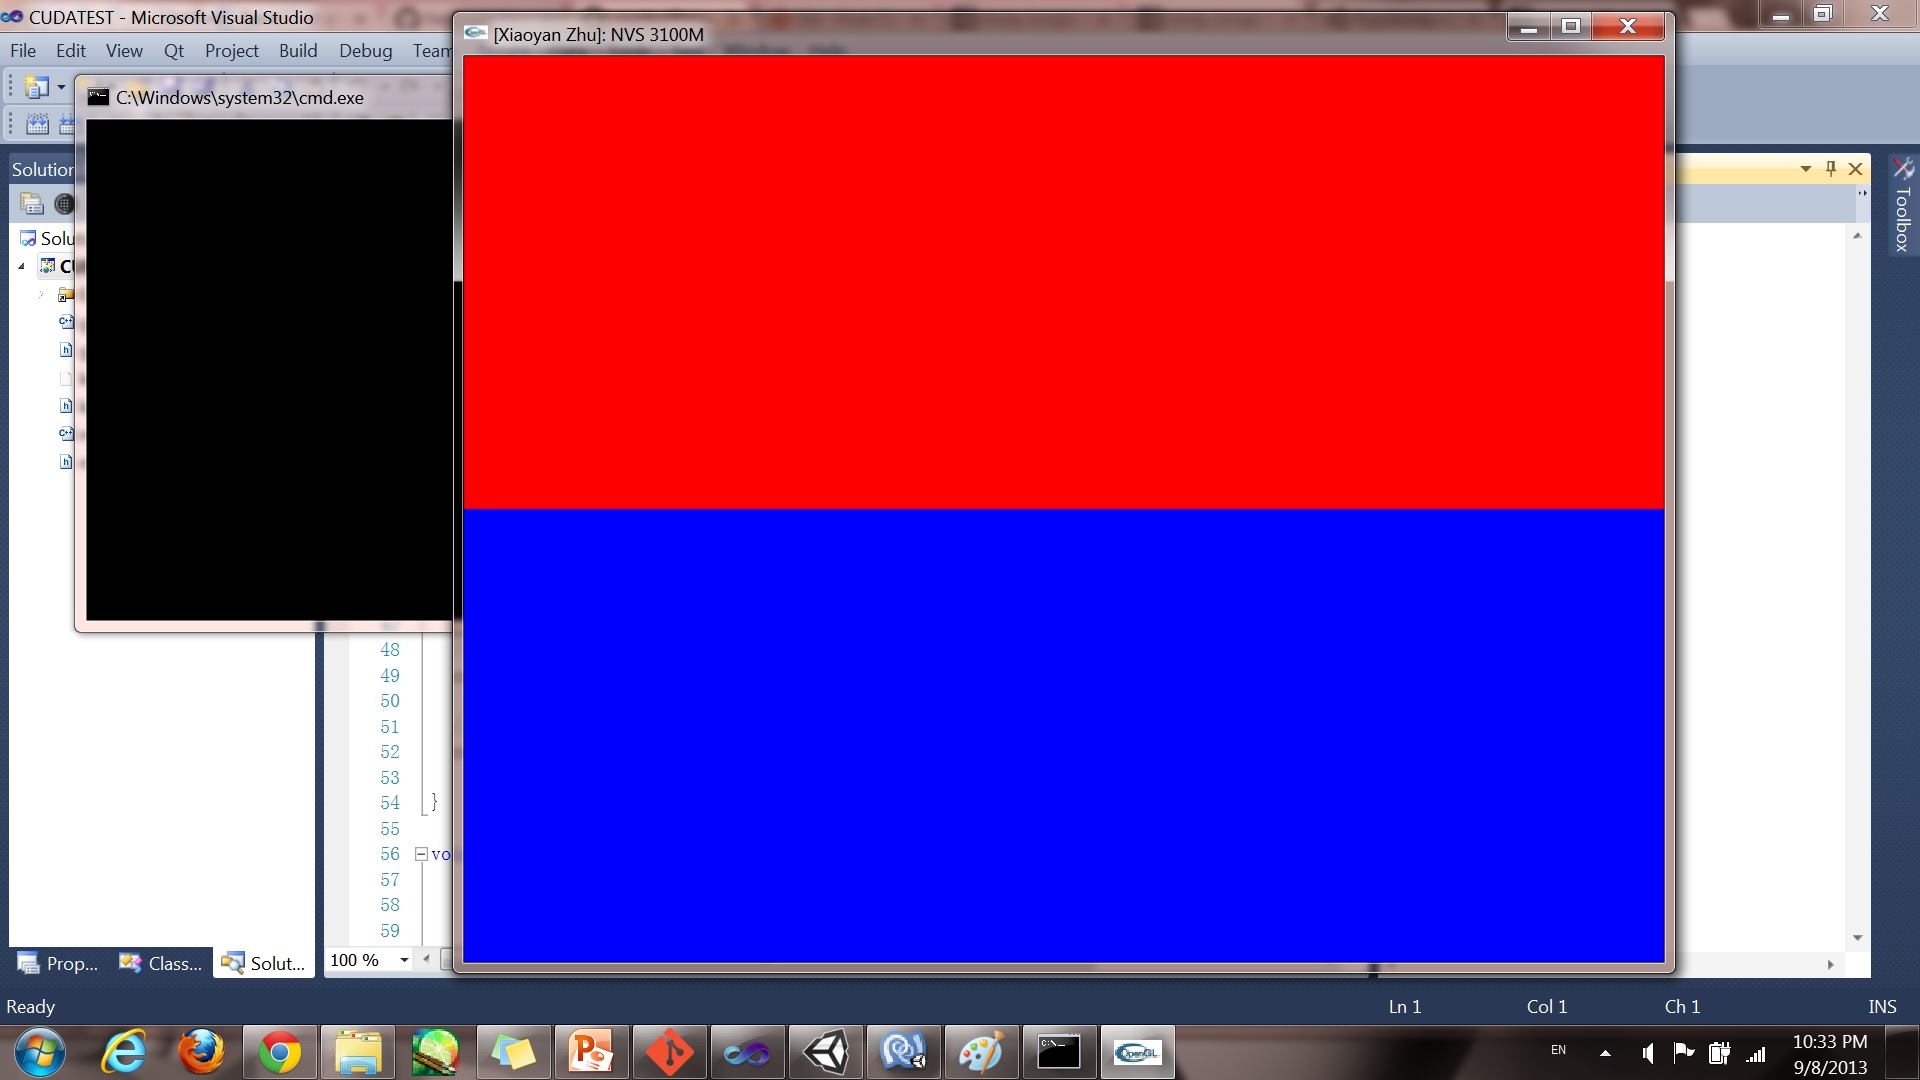 CUDATEST - Microsoft Visual Studio
[Xiaoyan Zhu]: NVS 3100M
File Edit View Qt Project Build Debug Team
C:\Windows\system32\cmd.exe
Solution
Toolbox
Solu
CU
48
49
50
51
52
53
54 }
55
56 vo
57
58
59
Prop... Class... Solut...
100 %
Ready
Ln 1 Col 1 Ch 1 INS
OpenGL
EN
10:33 PM
9/8/2013